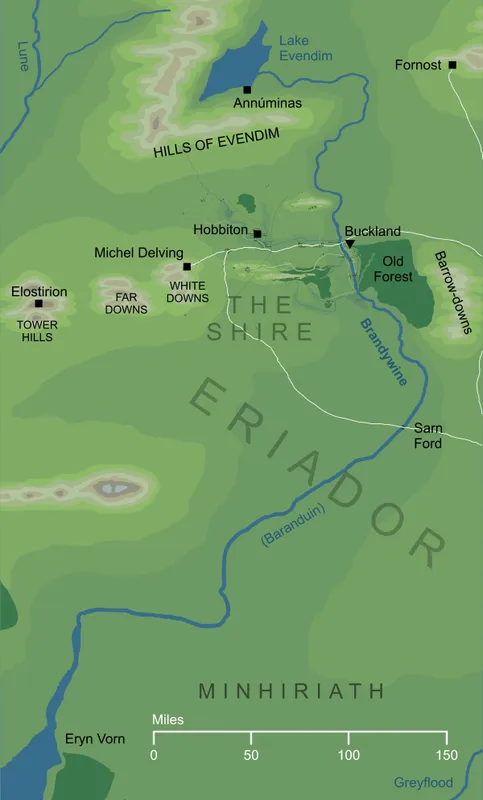 Lune
Lake
Evendim
Fornost
Annúminas
HILLS OF EVENDIM
Hobbiton
Buckland
Michel Delving
Old
Forest
Barrow-downs
Elostirion
WHITE
DOWNS
FAR
DOWNS
TOWER
HILLS
THE
SHIRE
Brandywine
ERIADOR
Sarn
Ford
(Baranduin)
MINHIRIATH
Miles
0 50 100 150
Eryn Vorn
Greyflood